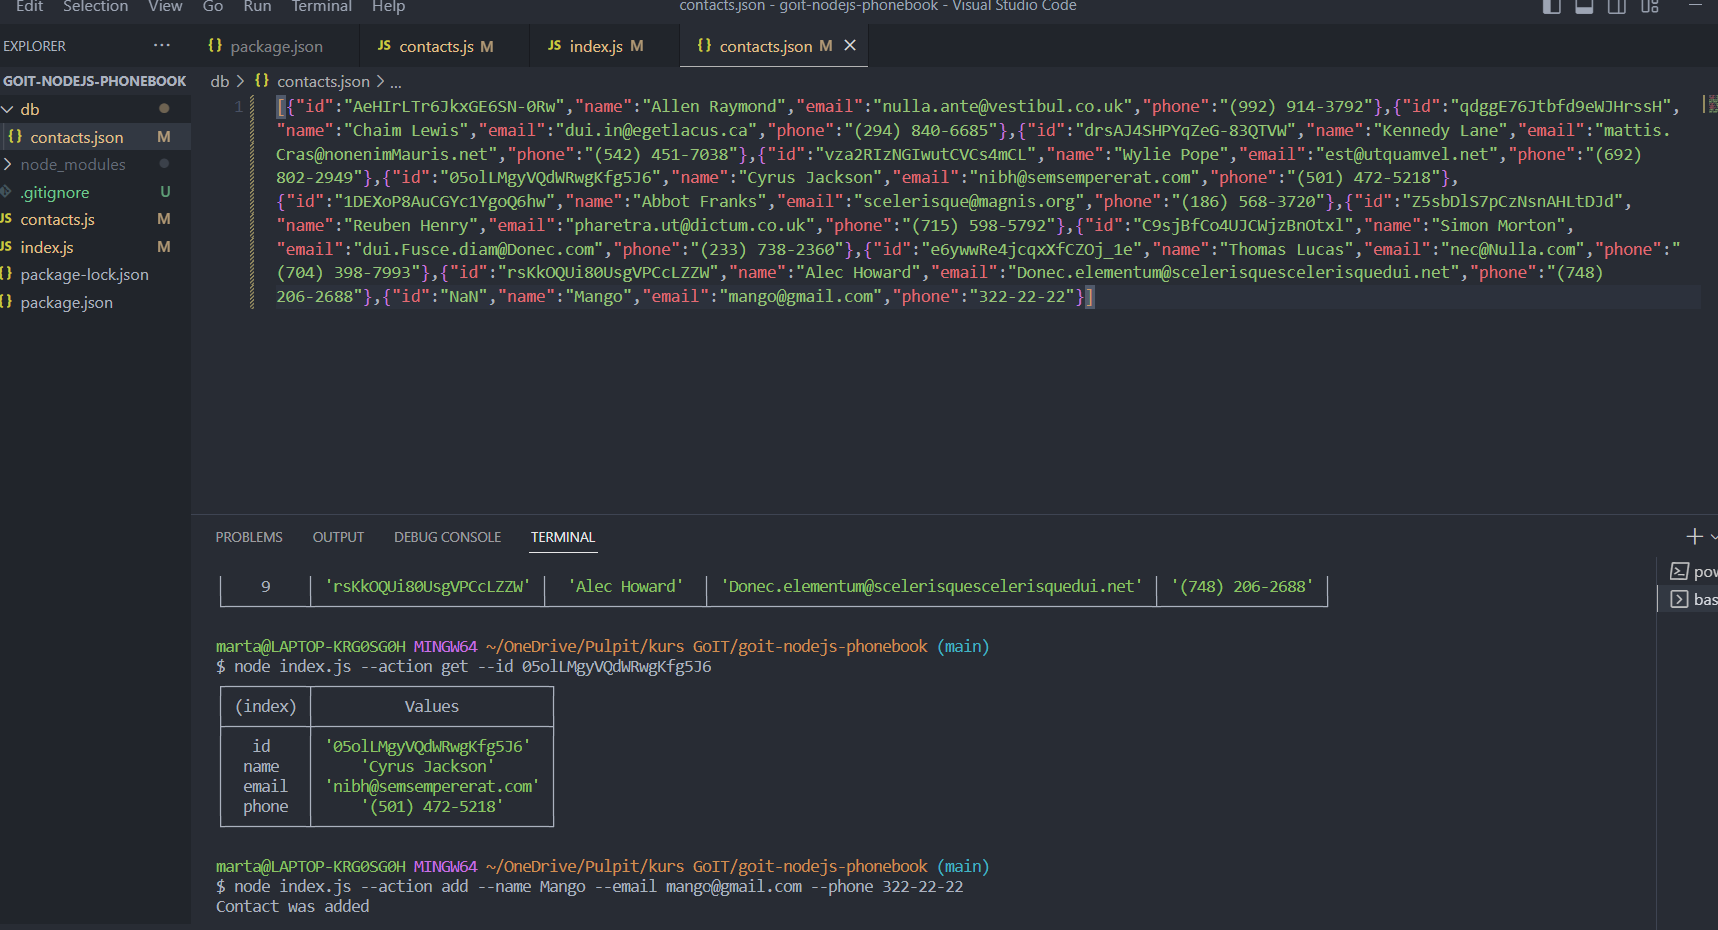 Edit Selection View Go Run Terminal Help
contacts.json - goit-nodejs-phonebook - Visual Studio Code
EXPLORER ···
{} package.json
JS contacts.js M
JS index.js M
{} contacts.json M ×
GOIT-NODEJS-PHONEBOOK
db > {} contacts.json > ...
db
{} contacts.json M
node_modules
.gitignore U
JS contacts.js M
JS index.js M
{} package-lock.json
{} package.json
1
[{"id":"AeHIrLTr6JkxGE6SN-0Rw","name":"Allen Raymond","email":"nulla.ante@vestibul.co.uk","phone":"(992) 914-3792"},{"id":"qdggE76Jtbfd9eWJHrssH",
"name":"Chaim Lewis","email":"dui.in@egetlacus.ca","phone":"(294) 840-6685"},{"id":"drsAJ4SHPYqZeG-83QTVW","name":"Kennedy Lane","email":"mattis.
Cras@nonenimMauris.net","phone":"(542) 451-7038"},{"id":"vza2RIzNGIwutCVCs4mCL","name":"Wylie Pope","email":"est@utquamvel.net","phone":"(692)
802-2949"},{"id":"05olLMgyVQdWRwgKfg5J6","name":"Cyrus Jackson","email":"nibh@semsempererat.com","phone":"(501) 472-5218"},
{"id":"1DEXoP8AuCGYc1YgoQ6hw","name":"Abbot Franks","email":"scelerisque@magnis.org","phone":"(186) 568-3720"},{"id":"Z5sbDlS7pCzNsnAHLtDJd",
"name":"Reuben Henry","email":"pharetra.ut@dictum.co.uk","phone":"(715) 598-5792"},{"id":"C9sjBfCo4UJCWjzBnOtxl","name":"Simon Morton",
"email":"dui.Fusce.diam@Donec.com","phone":"(233) 738-2360"},{"id":"e6ywwRe4jcqxXfCZOj_1e","name":"Thomas Lucas","email":"nec@Nulla.com","phone":"
(704) 398-7993"},{"id":"rsKkOQUi80UsgVPCcLZZW","name":"Alec Howard","email":"Donec.elementum@scelerisquescelerisquedui.net","phone":"(748)
206-2688"},{"id":"NaN","name":"Mango","email":"mango@gmail.com","phone":"322-22-22"}]
PROBLEMS OUTPUT DEBUG CONSOLE TERMINAL
9 'rsKkOQUi80UsgVPCcLZZW' 'Alec Howard' 'Donec.elementum@scelerisquescelerisquedui.net' '(748) 206-2688'
pow
bas
marta@LAPTOP-KRG0SG0H MINGW64 ~/OneDrive/Pulpit/kurs GoIT/goit-nodejs-phonebook (main)
$ node index.js --action get --id 05olLMgyVQdWRwgKfg5J6
(index) Values
id '05olLMgyVQdWRwgKfg5J6'
name 'Cyrus Jackson'
email 'nibh@semsempererat.com'
phone '(501) 472-5218'
marta@LAPTOP-KRG0SG0H MINGW64 ~/OneDrive/Pulpit/kurs GoIT/goit-nodejs-phonebook (main)
$ node index.js --action add --name Mango --email mango@gmail.com --phone 322-22-22
Contact was added